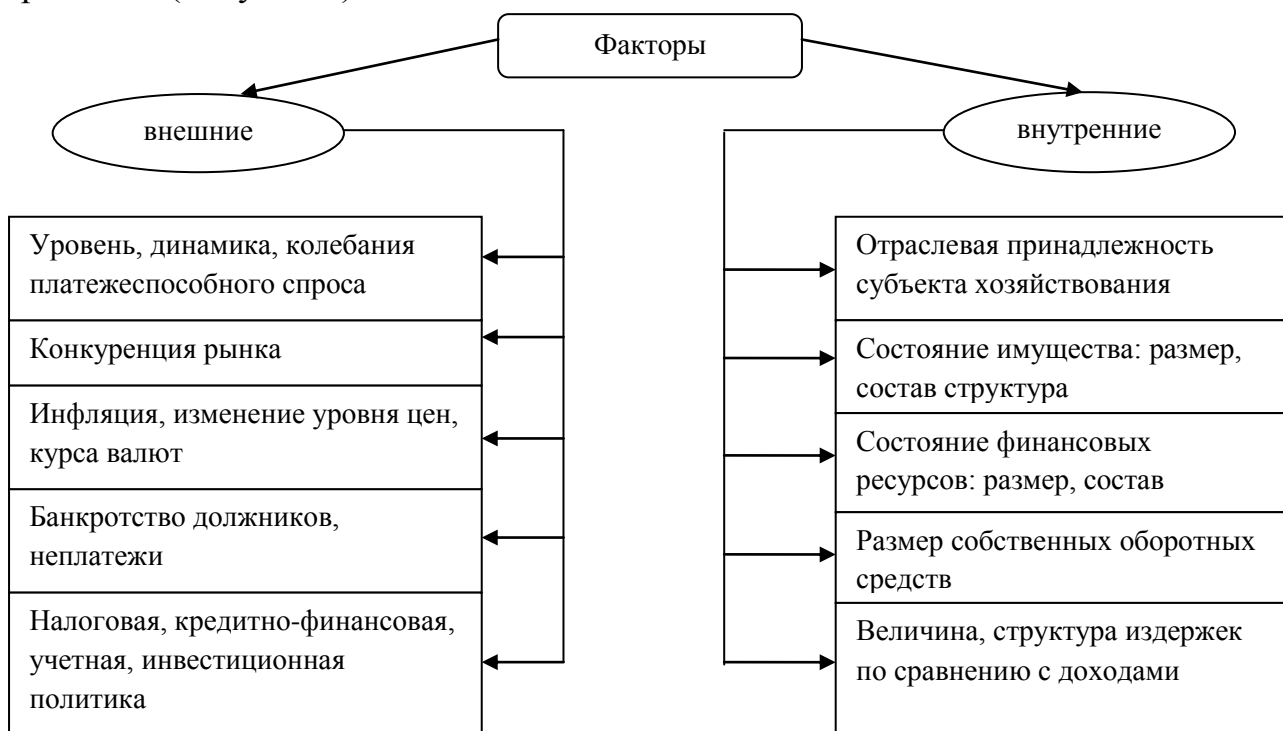 Факторы
внешние
внутренние
Уровень, динамика, колебания
платежеспособного спроса
Конкуренция рынка
Инфляция, изменение уровня цен,
курса валют
Банкротство должников,
неплатежи
Налоговая, кредитно-финансовая,
учетная, инвестиционная
политика
Отраслевая принадлежность
субъекта хозяйствования
Состояние имущества: размер,
состав структура
Состояние финансовых
ресурсов: размер, состав
Размер собственных оборотных
средств
Величина, структура издержек
по сравнению с доходами